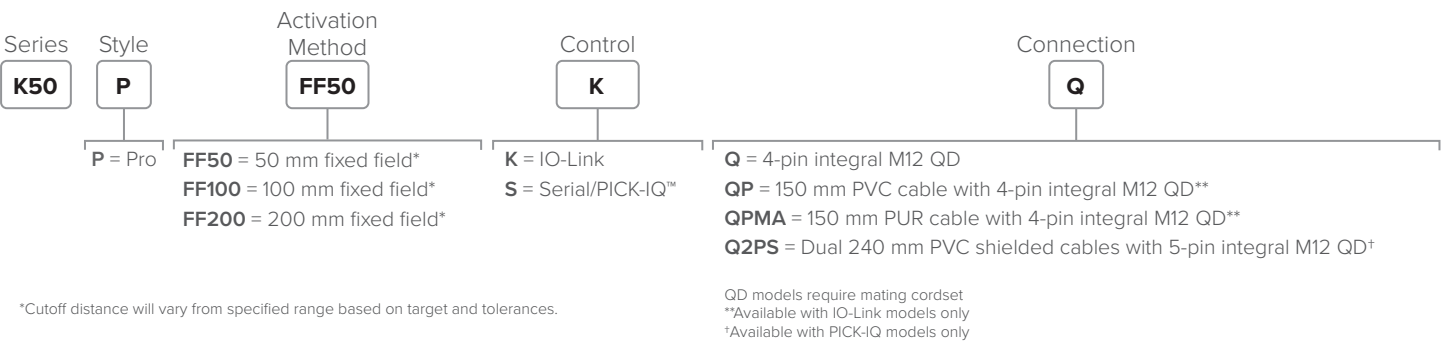 Series Style Activation Method Control Connection
K50 P FF50 K Q
P = Pro
FF50 = 50 mm fixed field*
FF100 = 100 mm fixed field*
FF200 = 200 mm fixed field*
K = IO-Link
S = Serial/PICK-IQ™
Q = 4-pin integral M12 QD
QP = 150 mm PVC cable with 4-pin integral M12 QD**
QPMA = 150 mm PUR cable with 4-pin integral M12 QD**
Q2PS = Dual 240 mm PVC shielded cables with 5-pin integral M12 QD†
*Cutoff distance will vary from specified range based on target and tolerances.
QD models require mating cordset
**Available with IO-Link models only
†Available with PICK-IQ models only